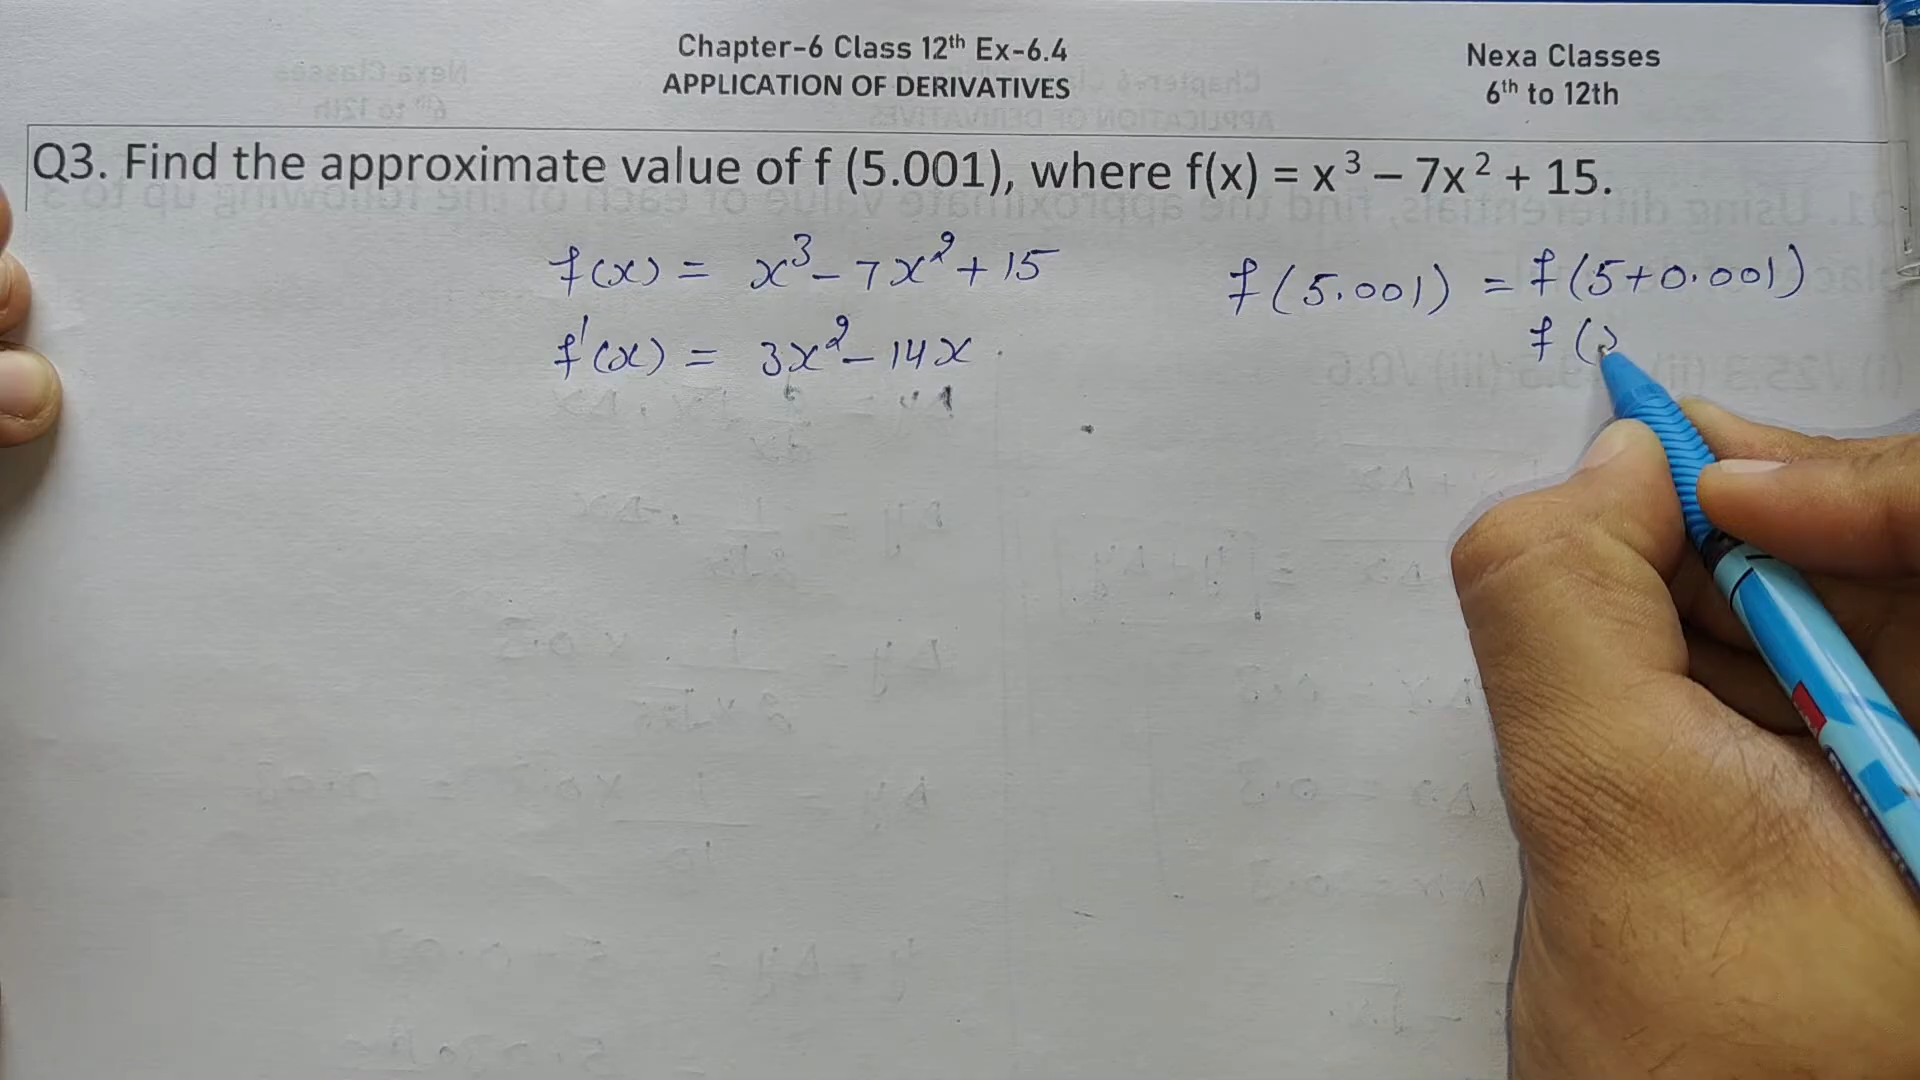 Chapter-6 Class 12th Ex-6.4
APPLICATION OF DERIVATIVES
Nexa Classes
6th to 12th
Q3. Find the approximate value of f (5.001), where f(x) = x³ – 7x² + 15.
f(x) = x³ - 7x² + 15
f'(x) = 3x² - 14x
f(5.001) = f(5+0.001)
f(